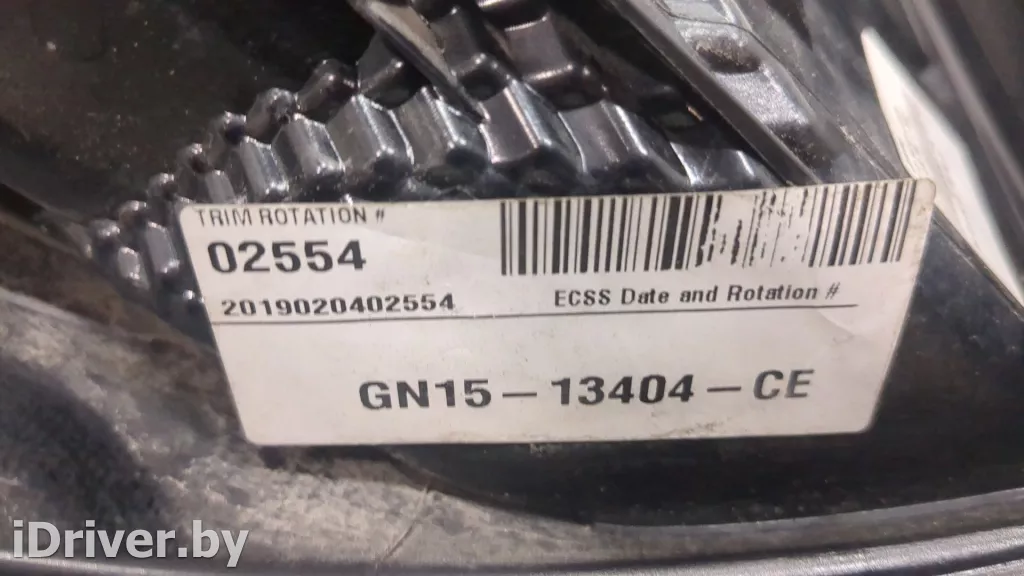 TRIM ROTATION #
02554
2019020402554
ECSS Date and Rotation #
GN15-13404-CE
iDriver.by